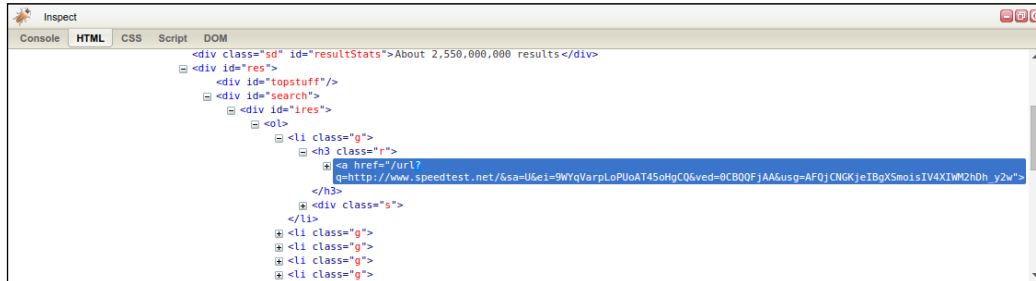 Inspect
Console HTML CSS Script DOM
<div class="sd" id="resultStats">About 2,550,000,000 results</div>
<div id="res">
<div id="topstuff"/>
<div id="search">
<div id="ires">
<ol>
<li class="g">
<h3 class="r">
<a href="/url?
q=http://www.speedtest.net/&sa=U&ei=9WYqVarpLoPUoAT45oHgCQ&ved=0CBQQFjAA&usg=AFQjCNGKjeIBgXSmoisIV4XIWM2hDh_y2w">
</h3>
<div class="s">
</li>
<li class="g">
<li class="g">
<li class="g">
<li class="g">